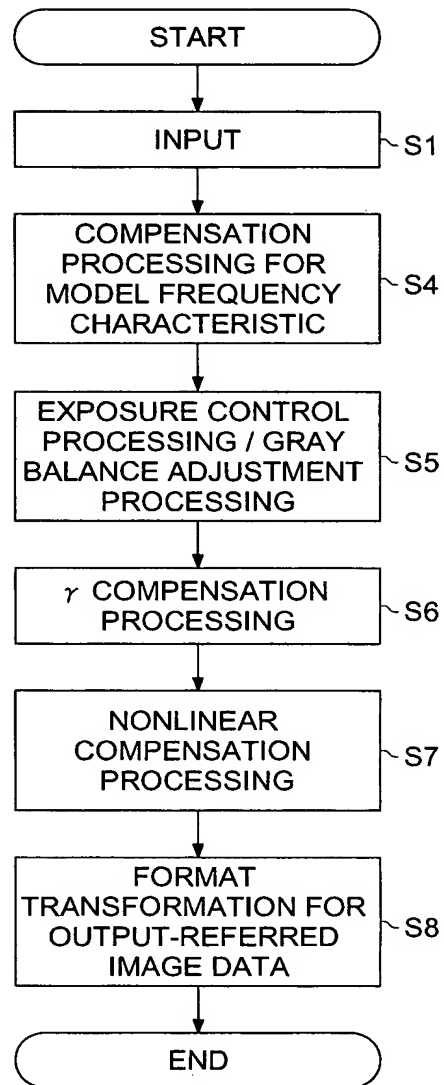 START
INPUT
S1
COMPENSATION
PROCESSING FOR
MODEL FREQUENCY
CHARACTERISTIC
S4
EXPOSURE CONTROL
PROCESSING / GRAY
BALANCE ADJUSTMENT
PROCESSING
S5
γ COMPENSATION
PROCESSING
S6
NONLINEAR
COMPENSATION
PROCESSING
S7
FORMAT
TRANSFORMATION FOR
OUTPUT-REFERRED
IMAGE DATA
S8
END